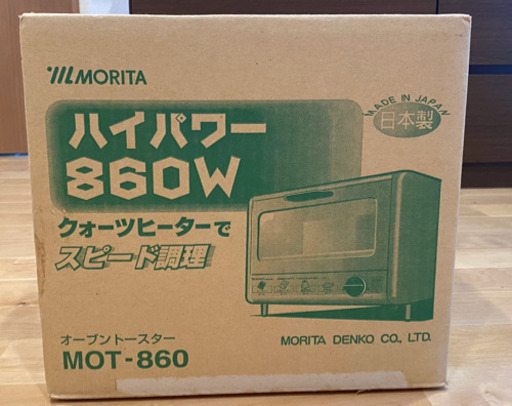 MORITA
MADE IN JAPAN
日本製
ハイパワー
860W
クォーツヒーターで
スピード調理
オーブントースター
MOT-860
MORITA DENKO CO., LTD.